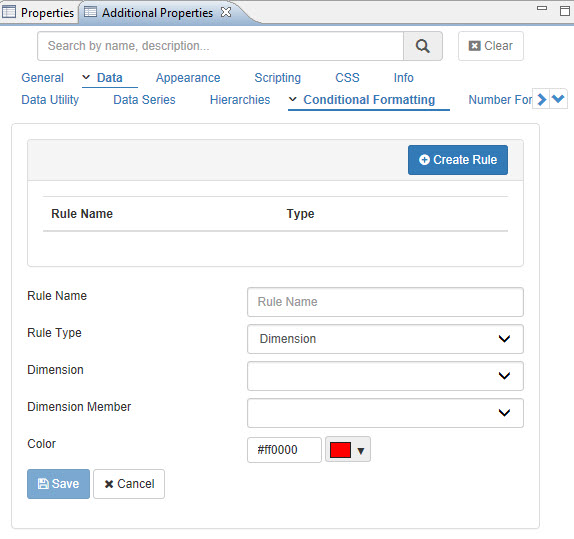 Properties Additional Properties
Search by name, description... Clear
General Data Appearance Scripting CSS Info
Data Utility Data Series Hierarchies Conditional Formatting Number For
Create Rule
Rule Name Type
Rule Name Rule Name
Rule Type Dimension
Dimension
Dimension Member
Color #ff0000
Save Cancel